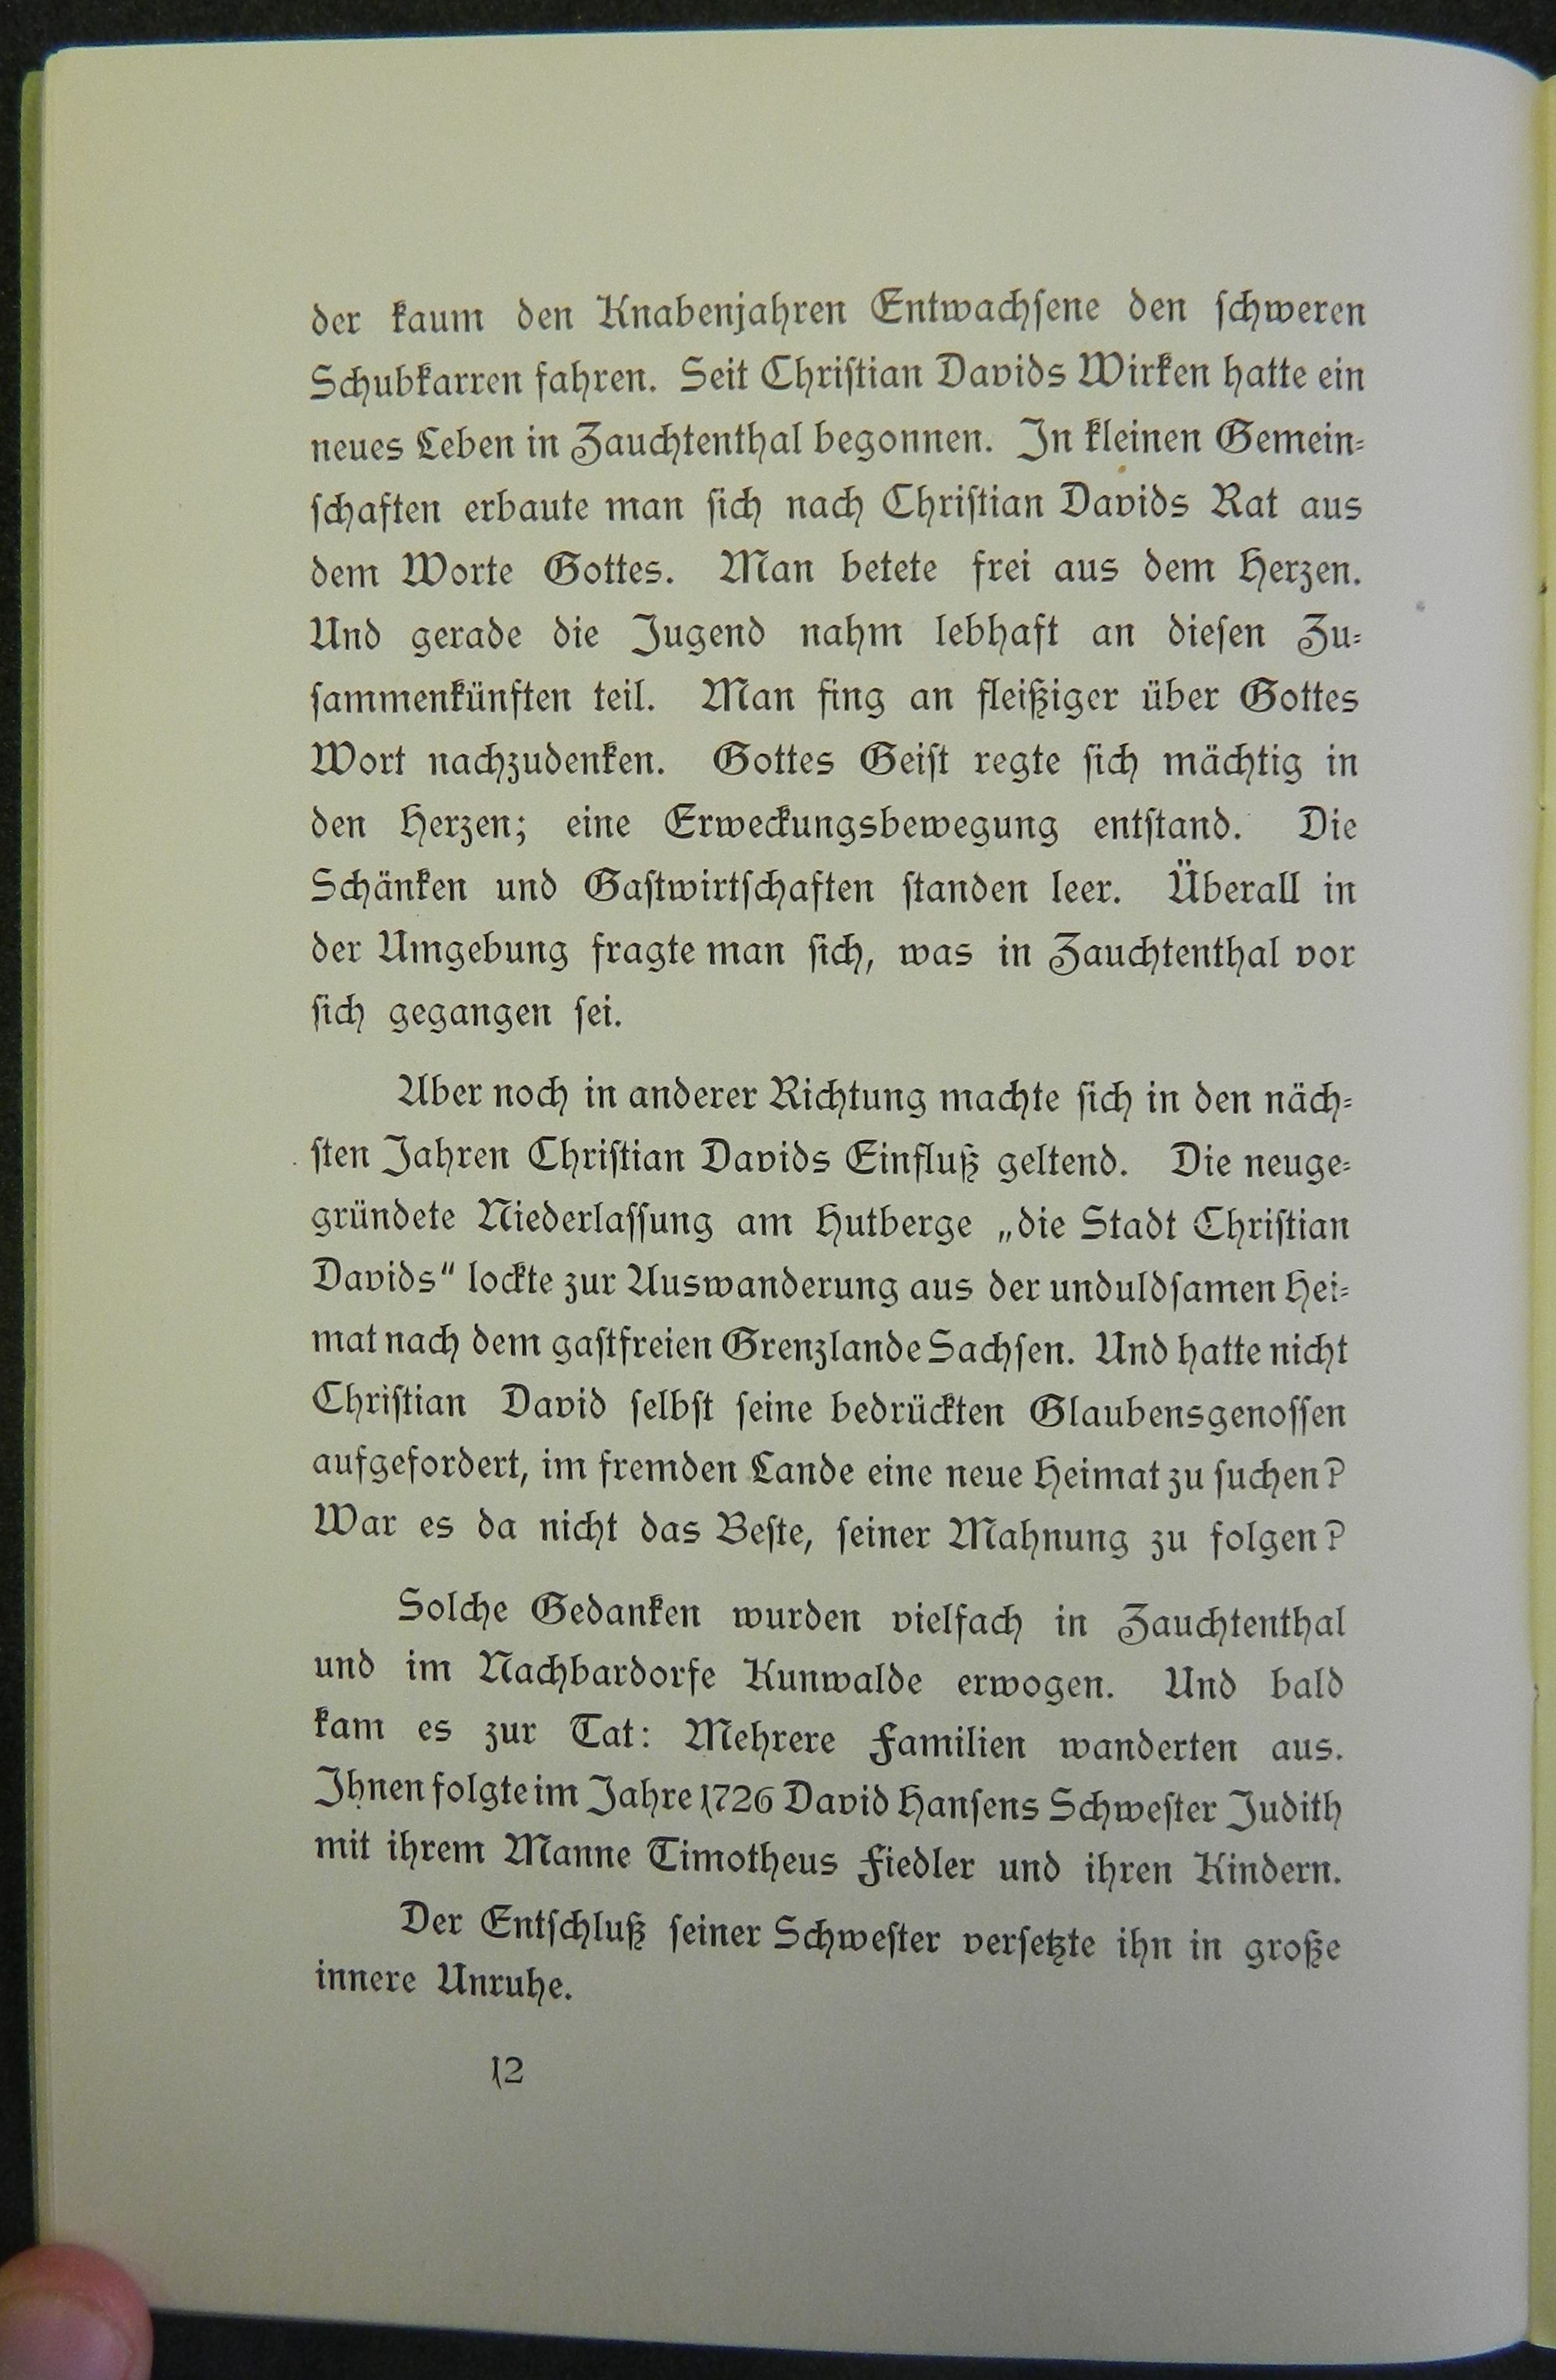 der kaum den Knabenjahren Entwachsene den schweren
Schubkarren fahren. Seit Christian Davids Wirken hatte ein
neues Leben in Zauchtenthal begonnen. In kleinen Gemein-
schaften erbaute man sich nach Christian Davids Rat aus
dem Worte Gottes. Man betete frei aus dem Herzen.
Und gerade die Jugend nahm lebhaft an diesen Zu-
sammenkünften teil. Man fing an fleißiger über Gottes
Wort nachzudenken. Gottes Geist regte sich mächtig in
den Herzen; eine Erweckungsbewegung entstand. Die
Schänken und Gastwirtschaften standen leer. Überall in
der Umgebung fragte man sich, was in Zauchtenthal vor
sich gegangen sei.
Aber noch in anderer Richtung machte sich in den näch-
sten Jahren Christian Davids Einfluß geltend. Die neuge-
gründete Niederlassung am Hutberge „die Stadt Christian
Davids“ lockte zur Auswanderung aus der unduldsamen Hei-
mat nach dem gastfreien Grenzlande Sachsen. Und hatte nicht
Christian David selbst seine bedrückten Glaubensgenossen
aufgefordert, im fremden Lande eine neue Heimat zu suchen?
War es da nicht das Beste, seiner Mahnung zu folgen?
Solche Gedanken wurden vielfach in Zauchtenthal
und im Nachbardorfe Kunwalde erwogen. Und bald
kam es zur Tat: Mehrere Familien wanderten aus.
Ihnen folgte im Jahre 1726 David Hansens Schwester Judith
mit ihrem Manne Timotheus Fiedler und ihren Kindern.
Der Entschluß seiner Schwester versetzte ihn in große
innere Unruhe.
12